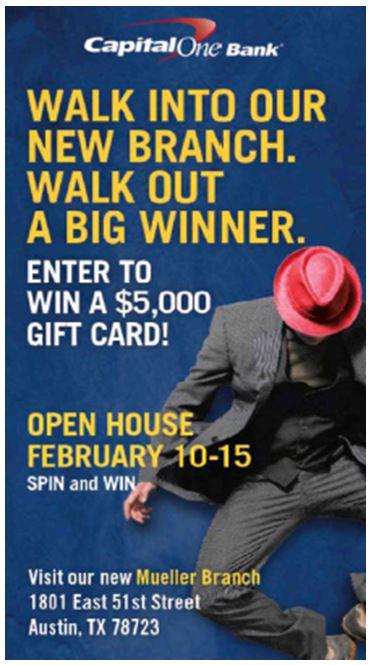 Capital One Bank
WALK INTO OUR
NEW BRANCH.
WALK OUT
A BIG WINNER.
ENTER TO
WIN A $5,000
GIFT CARD!
OPEN HOUSE
FEBRUARY 10-15
SPIN and WIN
Visit our new Mueller Branch
1801 East 51st Street
Austin, TX 78723